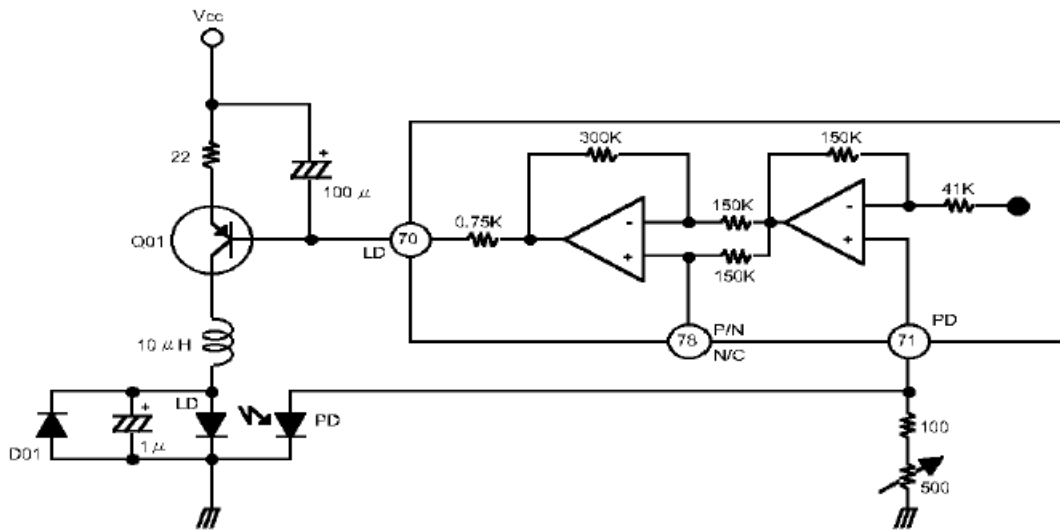 Vcc
22
+
100 μ
Q01
10 μH
LD
+
1μ
D01
PD
70
LD
0.75K
300K
-
+
150K
150K
150K
-
+
41K
78
P/N
N/C
71
PD
100
500